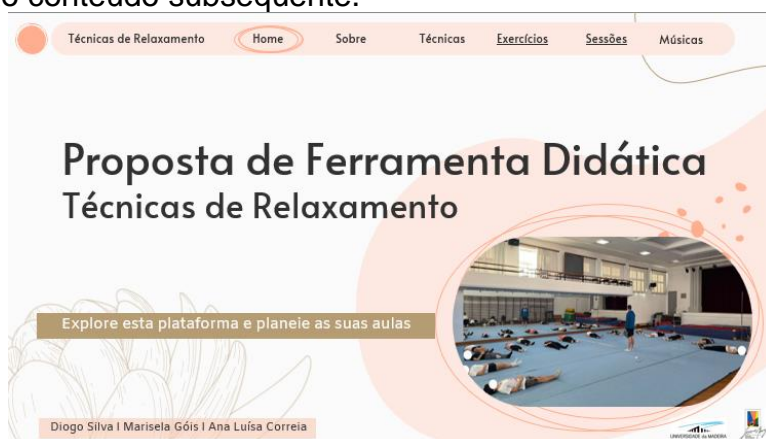 o conteúdo subsequente.
Técnicas de Relaxamento Home Sobre Técnicas Exercícios Sessões Músicas
Proposta de Ferramenta Didática
Técnicas de Relaxamento
Explore esta plataforma e planeie as suas aulas
Diogo Silva I Marisela Góis I Ana Luísa Correia
UNIVERSIDADE da MADEIRA